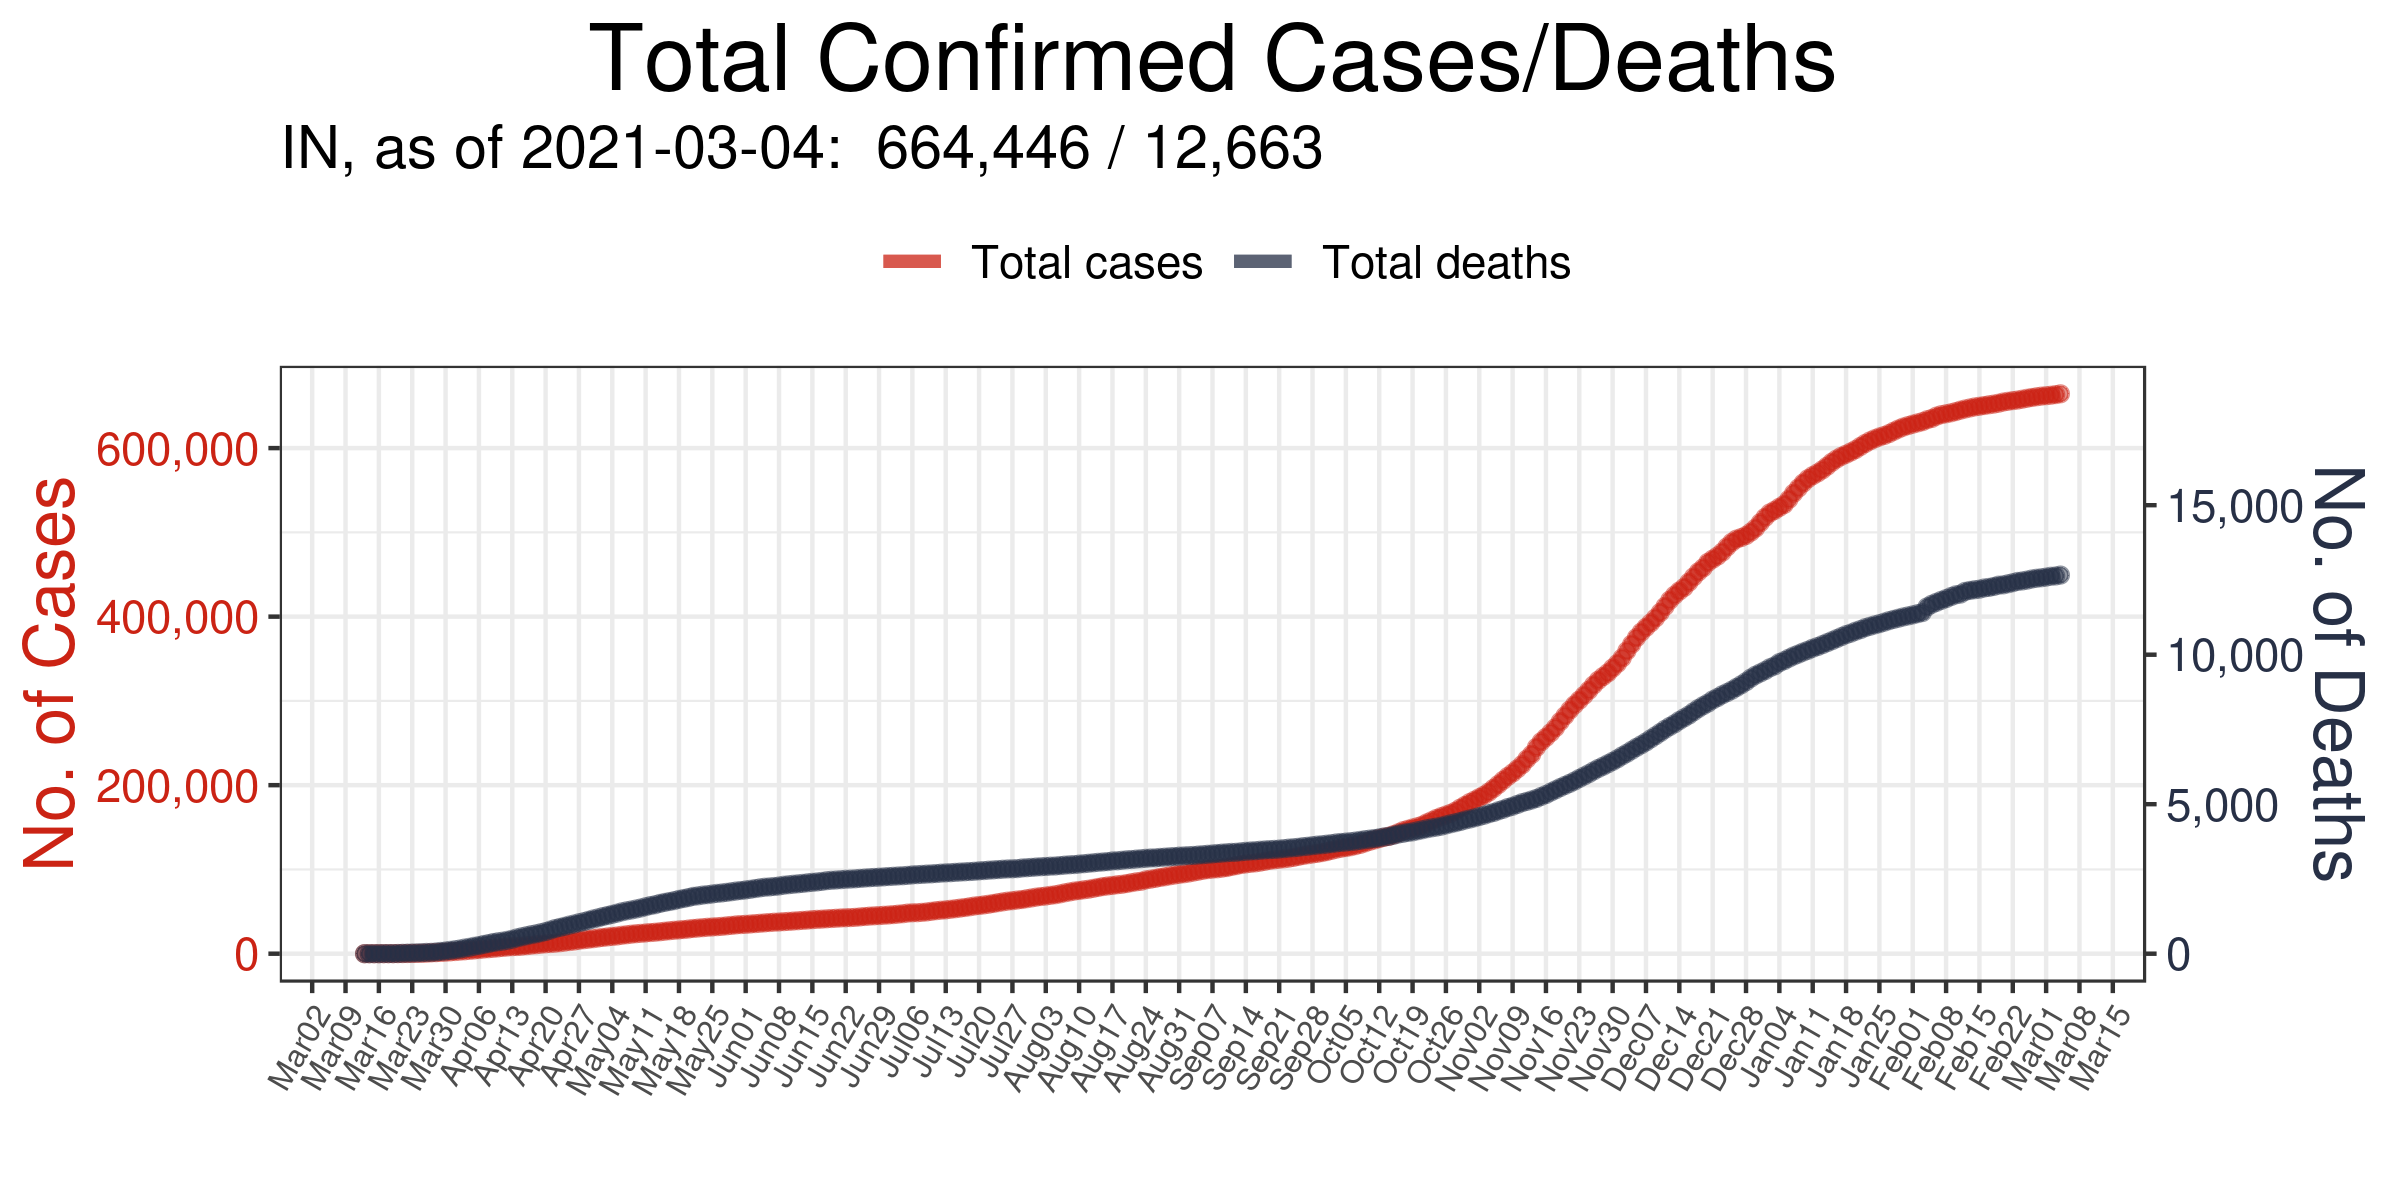 Total Confirmed Cases/Deaths
IN, as of 2021-03-04:  664,446 / 12,663
Total cases
Total deaths
No. of Cases
600,000
400,000
200,000
0
15,000
10,000
5,000
0
No. of Deaths
Mar02
Mar09
Mar16
Mar23
Mar30
Apr06
Apr13
Apr20
Apr27
May04
May11
May18
May25
Jun01
Jun08
Jun15
Jun22
Jun29
Jul06
Jul13
Jul20
Jul27
Aug03
Aug10
Aug17
Aug24
Aug31
Sep07
Sep14
Sep21
Sep28
Oct05
Oct12
Oct19
Oct26
Nov02
Nov09
Nov16
Nov23
Nov30
Dec07
Dec14
Dec21
Dec28
Jan04
Jan11
Jan18
Jan25
Feb01
Feb08
Feb15
Feb22
Mar01
Mar08
Mar15